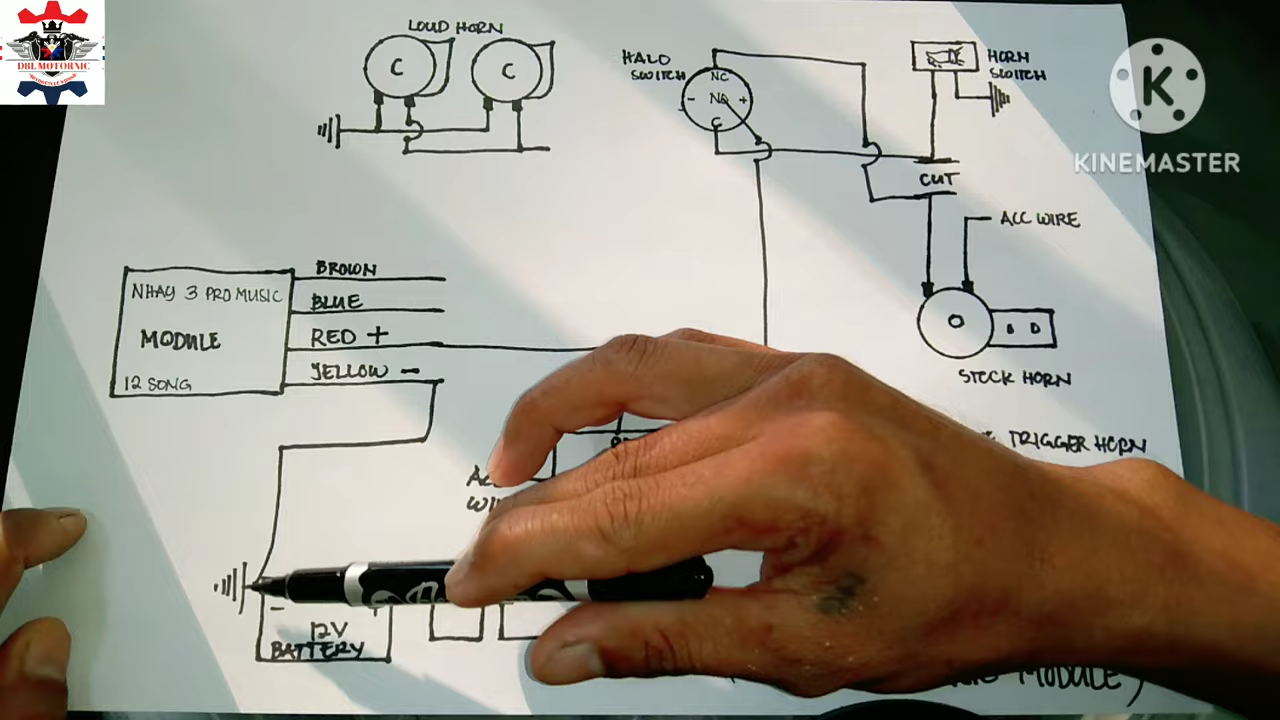 DBL MOTORNIC
LOUD HORN
C
C
HALO
SWITCH
NC
NO
- +
C
HORN
SWITCH
K
KINEMASTER
CUT
ACC WIRE
STOCK HORN
NHAY 3 PRO MUSIC
MODULE
12 SONG
BROWN
BLUE
RED +
YELLOW -
TRIGGER HORN
- +
12V
BATTERY
MODULE)